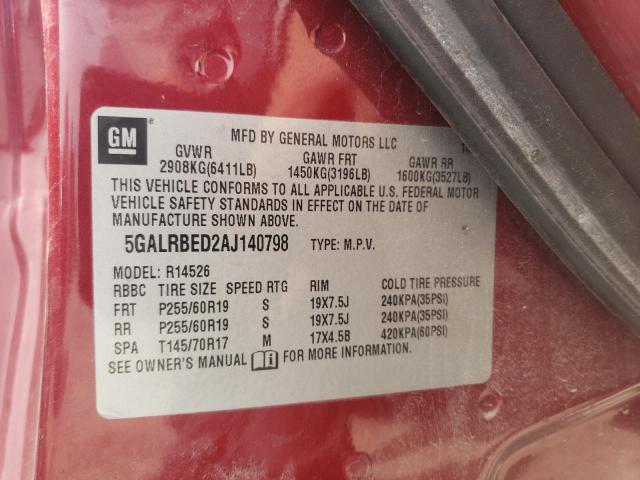 GM
MFD BY GENERAL MOTORS LLC
GVWR GAWR FRT GAWR RR
2908KG(6411LB) 1450KG(3196LB) 1600KG(3527LB)
THIS VEHICLE CONFORMS TO ALL APPLICABLE U.S. FEDERAL MOTOR
VEHICLE SAFETY STANDARDS IN EFFECT ON THE DATE OF
MANUFACTURE SHOWN ABOVE.
5GALRBED2AJ140798 TYPE: M.P.V.
MODEL: R14526
RBBC TIRE SIZE SPEED RTG RIM COLD TIRE PRESSURE
FRT P255/60R19 S 19X7.5J 240KPA(35PSI)
RR P255/60R19 S 19X7.5J 240KPA(35PSI)
SPA T145/70R17 M 17X4.5B 420KPA(60PSI)
SEE OWNER'S MANUAL FOR MORE INFORMATION.